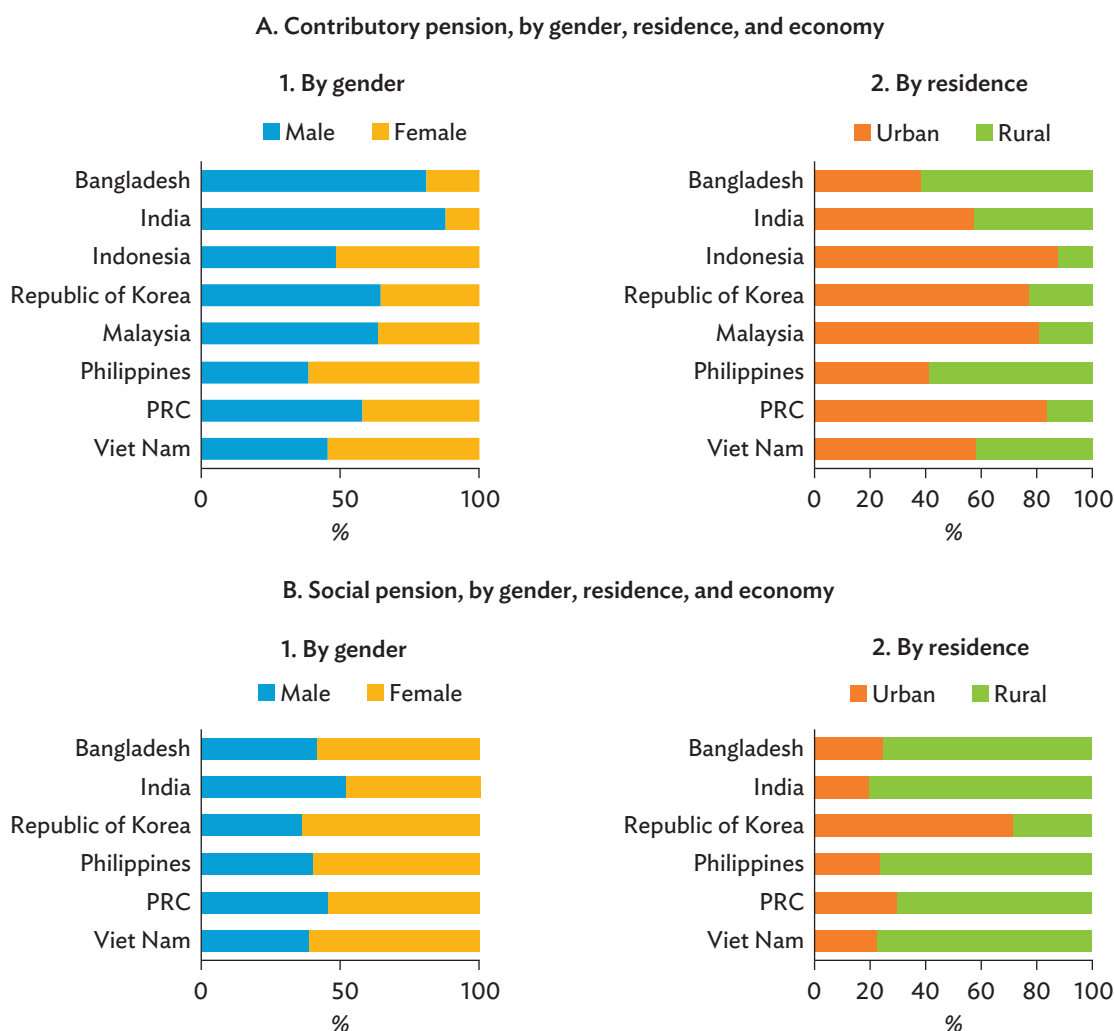 A. Contributory pension, by gender, residence, and economy
1. By gender
Male Female
Bangladesh
India
Indonesia
Republic of Korea
Malaysia
Philippines
PRC
Viet Nam
0 50 100
%
2. By residence
Urban Rural
Bangladesh
India
Indonesia
Republic of Korea
Malaysia
Philippines
PRC
Viet Nam
0 20 40 60 80 100
%
B. Social pension, by gender, residence, and economy
1. By gender
Male Female
Bangladesh
India
Republic of Korea
Philippines
PRC
Viet Nam
0 50 100
%
2. By residence
Urban Rural
Bangladesh
India
Republic of Korea
Philippines
PRC
Viet Nam
0 20 40 60 80 100
%